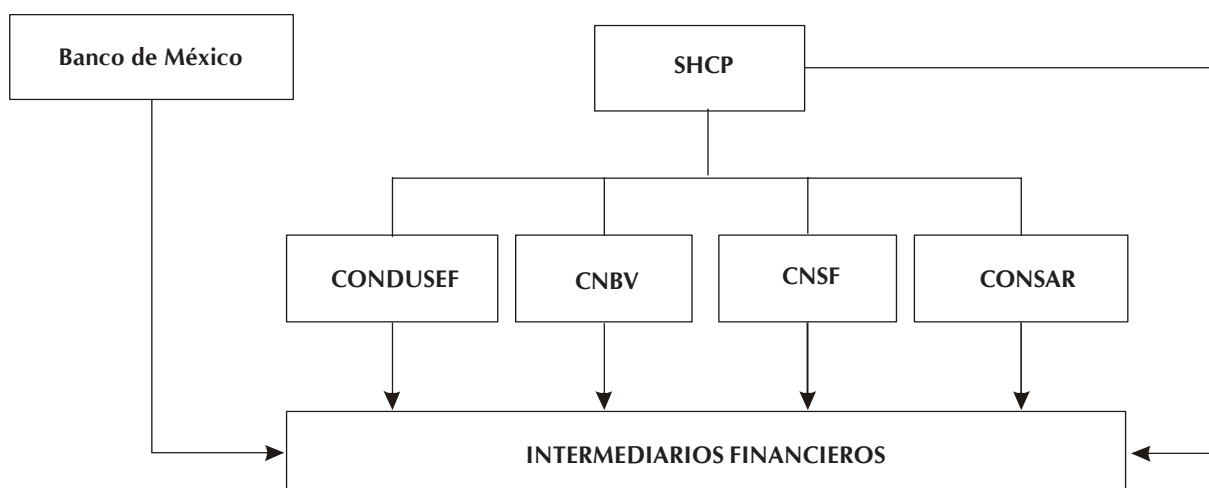 Banco de México
SHCP
CONDUSEF
CNBV
CNSF
CONSAR
INTERMEDIARIOS FINANCIEROS